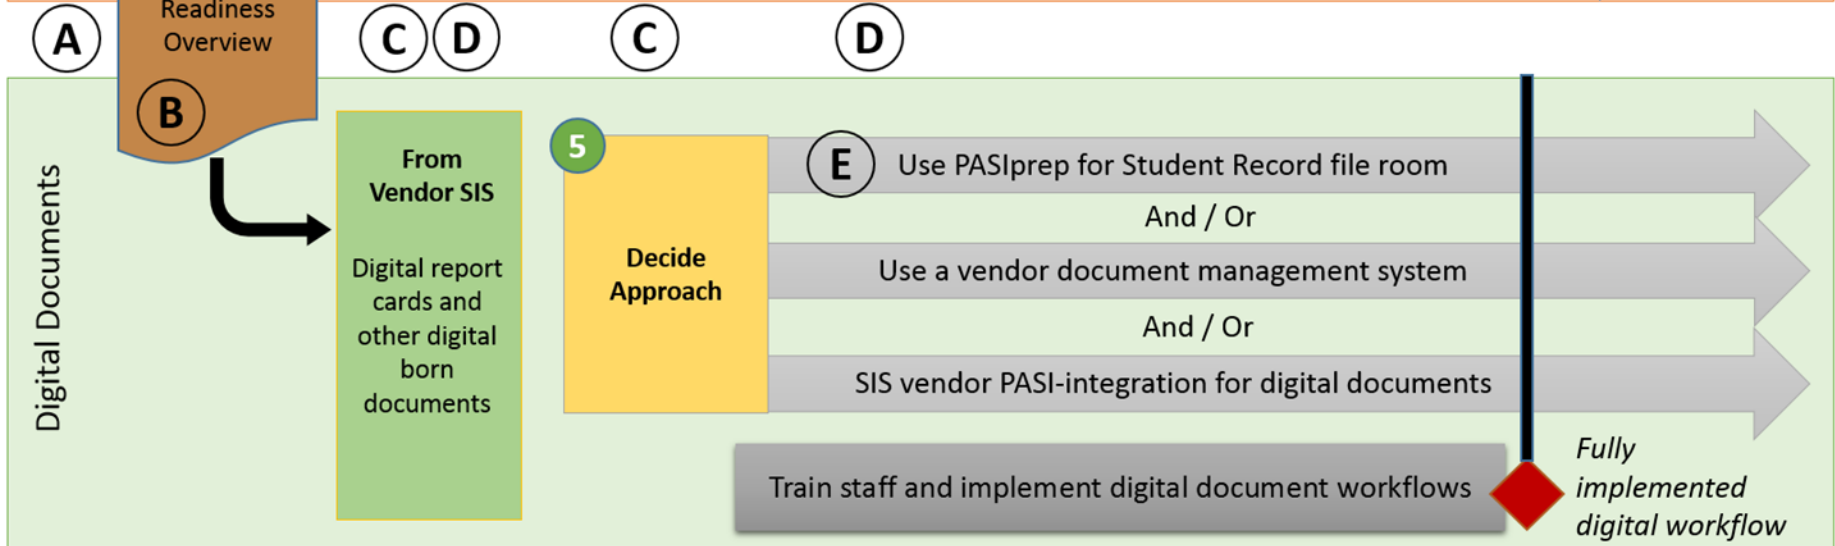 Readiness
Overview
A
B
C
D
C
D
Digital Documents
From
Vendor SIS
Digital report
cards and
other digital
born
documents
5
Decide
Approach
E
Use PASIprep for Student Record file room
And / Or
Use a vendor document management system
And / Or
SIS vendor PASI-integration for digital documents
Train staff and implement digital document workflows
Fully
implemented
digital workflow